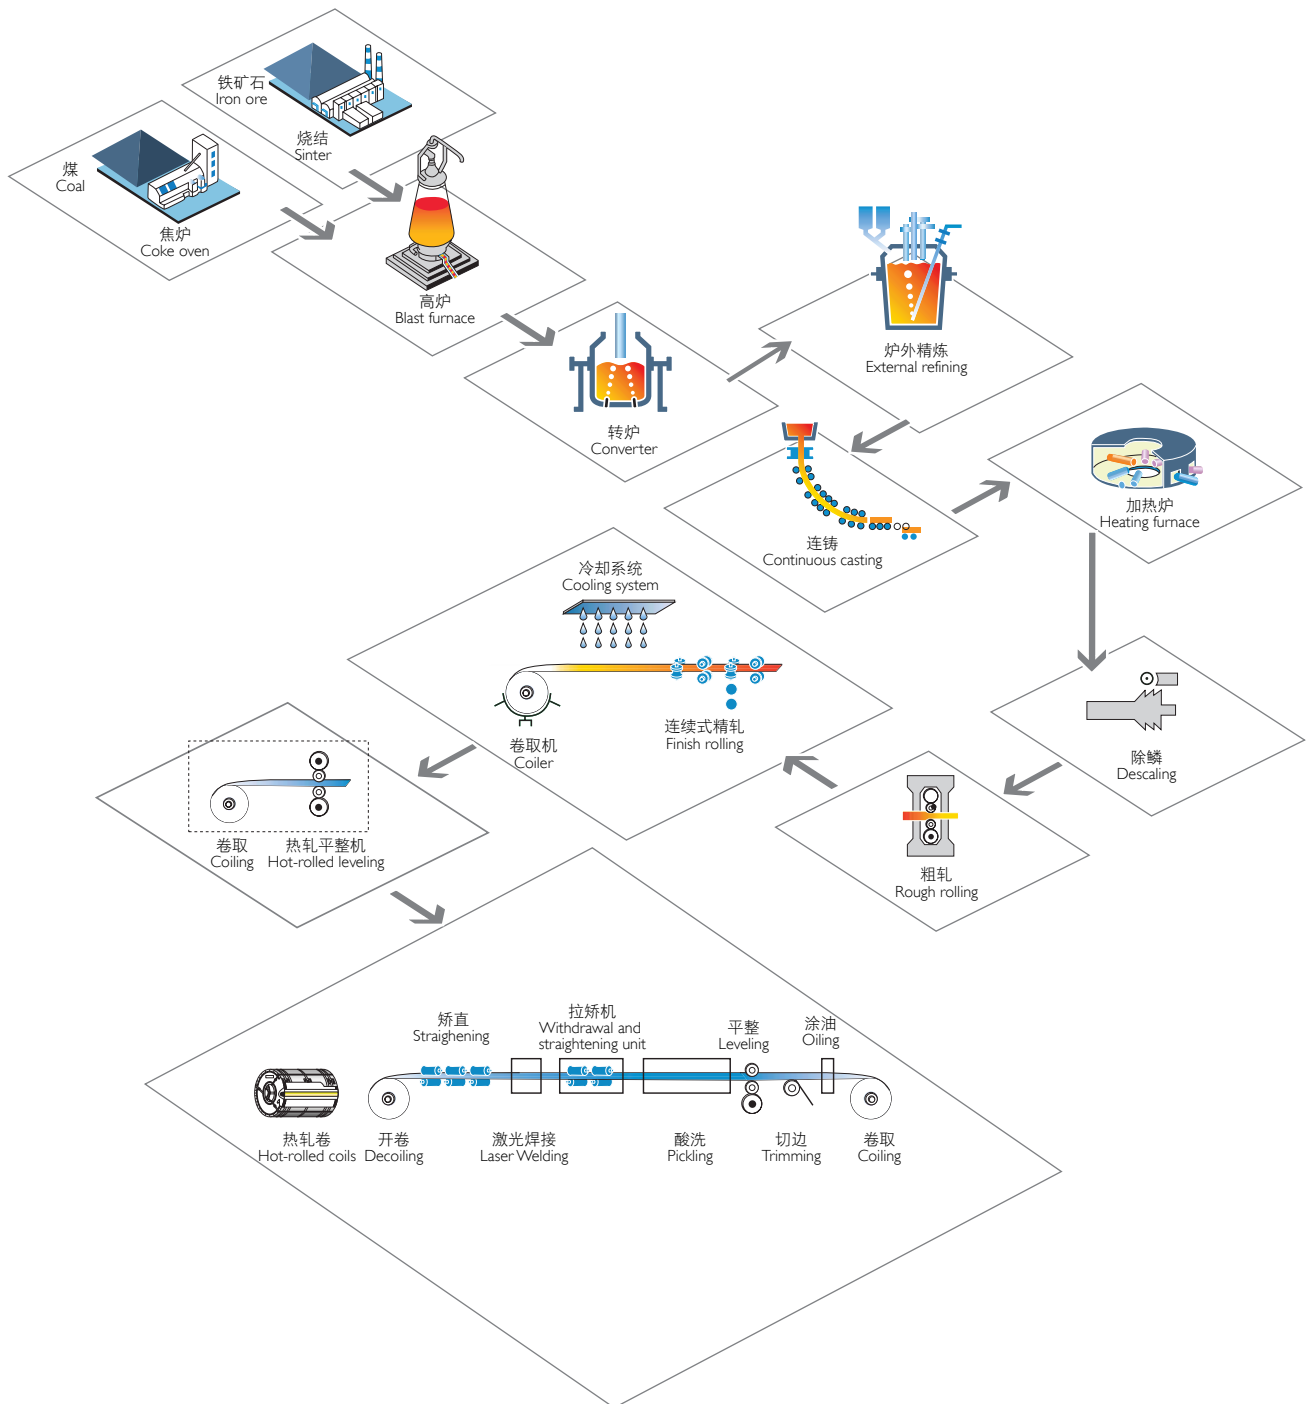 铁矿石
Iron ore
烧结
Sinter
煤
Coal
焦炉
Coke oven
高炉
Blast furnace
转炉
Converter
炉外精炼
External refining
连铸
Continuous casting
加热炉
Heating furnace
除鳞
Descaling
粗轧
Rough rolling
冷却系统
Cooling system
连续式精轧
Finish rolling
卷取机
Coiler
卷取
Coiling
热轧平整机
Hot-rolled leveling
矫直
Straighening
拉矫机
Withdrawal and
straightening unit
平整
Leveling
涂油
Oiling
热轧卷
Hot-rolled coils
开卷
Decoiling
激光焊接
Laser Welding
酸洗
Pickling
切边
Trimming
卷取
Coiling